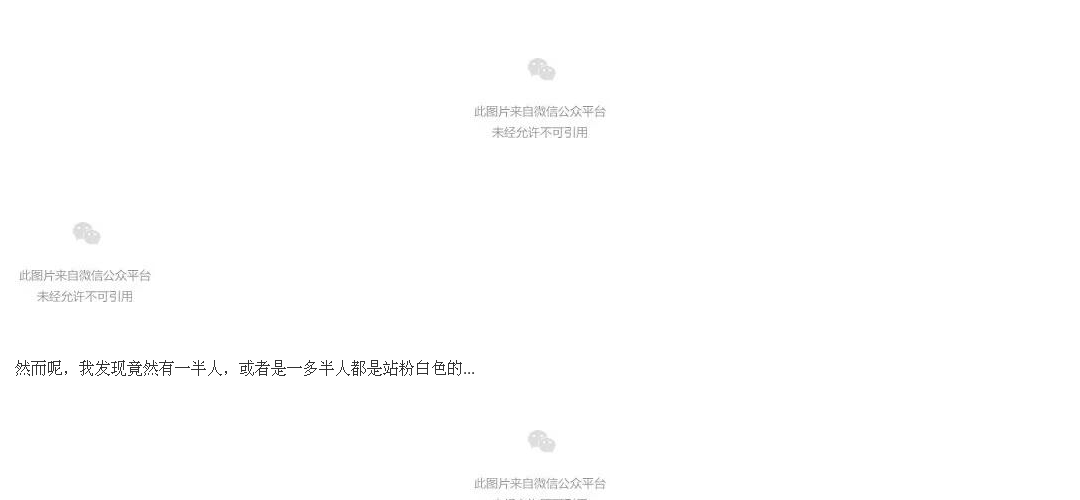 此图片来自微信公众平台
未经允许不可引用
此图片来自微信公众平台
未经允许不可引用
然而呢，我发现竟然有一半人，或者是一多半人都是站粉白色的...
此图片来自微信公众平台